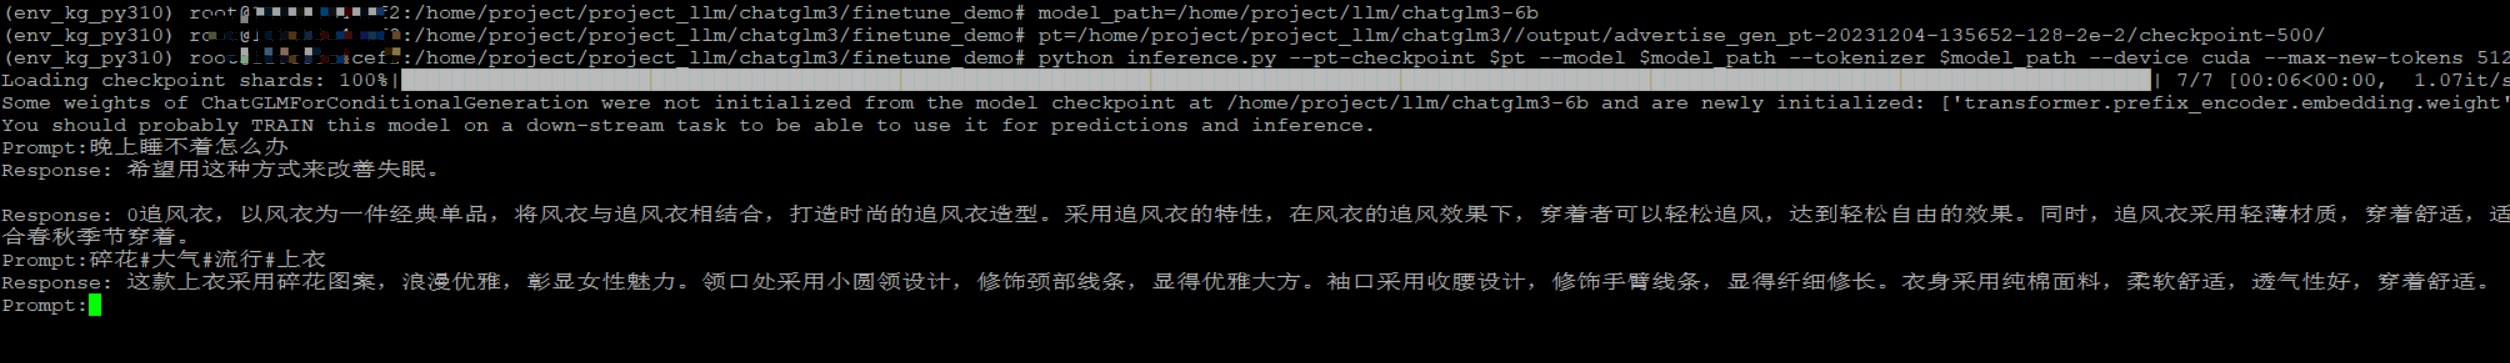 (env_kg_py310) root@ f2:/home/project/project_llm/chatglm3/finetune_demo# model_path=/home/project/llm/chatglm3-6b
(env_kg_py310) :/home/project/project_llm/chatglm3/finetune_demo# pt=/home/project/project_llm/chatglm3//output/advertise_gen_pt-20231204-135652-128-2e-2/checkpoint-500/
(env_kg_py310) root cef :/home/project/project_llm/chatglm3/finetune_demo# python inference.py --pt-checkpoint $pt --model $model_path --tokenizer $model_path --device cuda --max-new-tokens 512
Loading checkpoint shards: 100%| | 7/7 [00:06<00:00, 1.07it/s
Some weights of ChatGLMForConditionalGeneration were not initialized from the model checkpoint at /home/project/llm/chatglm3-6b and are newly initialized: ['transformer.prefix_encoder.embedding.weight'
You should probably TRAIN this model on a down-stream task to be able to use it for predictions and inference.
Prompt:晚上睡不着怎么办
Response: 希望用这种方式来改善失眠。
Response: 0追风衣，以风衣为一件经典单品，将风衣与追风衣相结合，打造时尚的追风衣造型。采用追风衣的特性，在风衣的追风效果下，穿着者可以轻松追风，达到轻松自由的效果。同时，追风衣采用轻薄材质，穿着舒适，适
合春秋季节穿着。
Prompt:碎花#大气#流行#上衣
Response: 这款上衣采用碎花图案，浪漫优雅，彰显女性魅力。领口处采用小圆领设计，修饰颈部线条，显得优雅大方。袖口采用收腰设计，修饰手臂线条，显得纤细修长。衣身采用纯棉面料，柔软舒适，透气性好，穿着舒适。
Prompt: